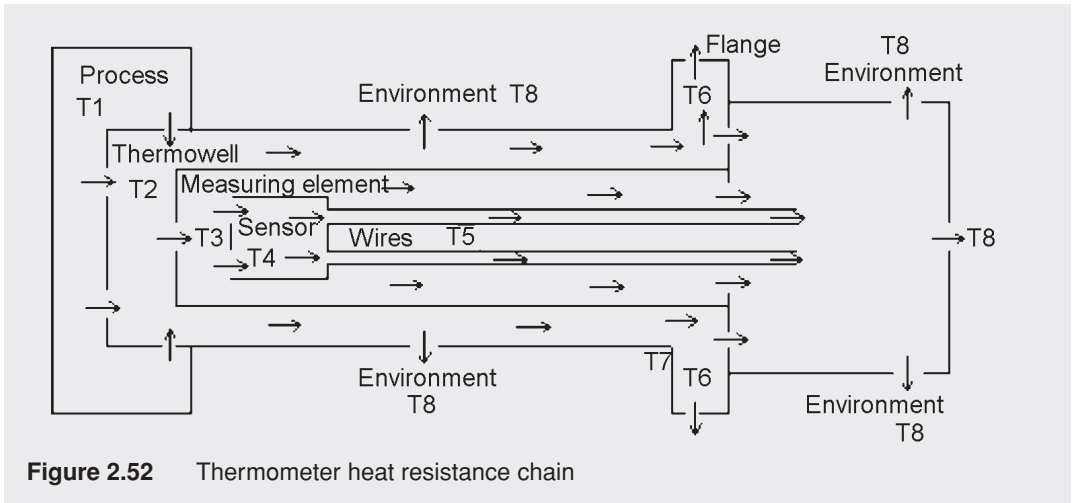 Flange
T8
Environment
Process
T1
Environment T8
T6
Thermowell
T2
Measuring element
T3
Sensor
T4
Wires T5
T8
T7
T6
Environment
T8
Environment
T8
Figure 2.52 Thermometer heat resistance chain